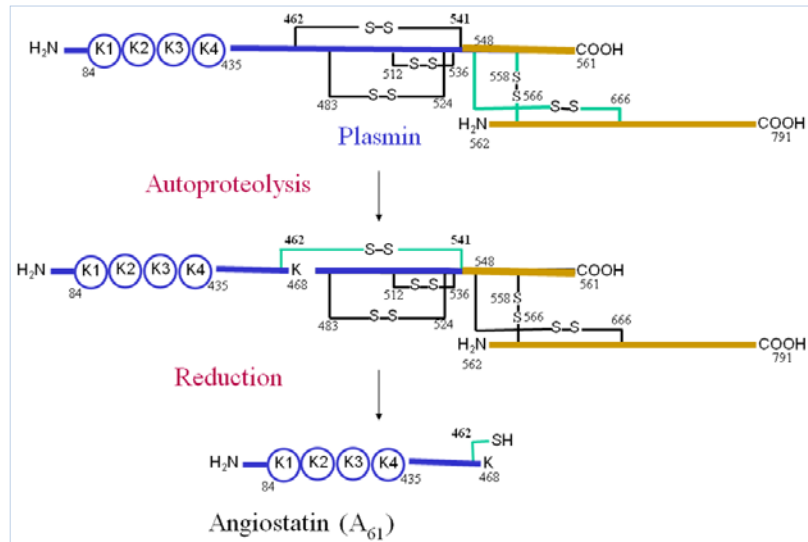 462 541
S-S
H₂N K1 K2 K3 K4 548 COOH
84 435 512 S-S 536 558 S 561
483 S-S 524 S 566 S-S 666
H₂N COOH
Plasmin 562 791
Autoproteolysis
462 541
S-S
H₂N K1 K2 K3 K4 K 548 COOH
84 435 468 512 S-S 536 558 S 561
483 S-S 524 S 566 S-S 666
H₂N COOH
562 791
Reduction
462 SH
H₂N K1 K2 K3 K4 K
84 435 468
Angiostatin (A₆₁)